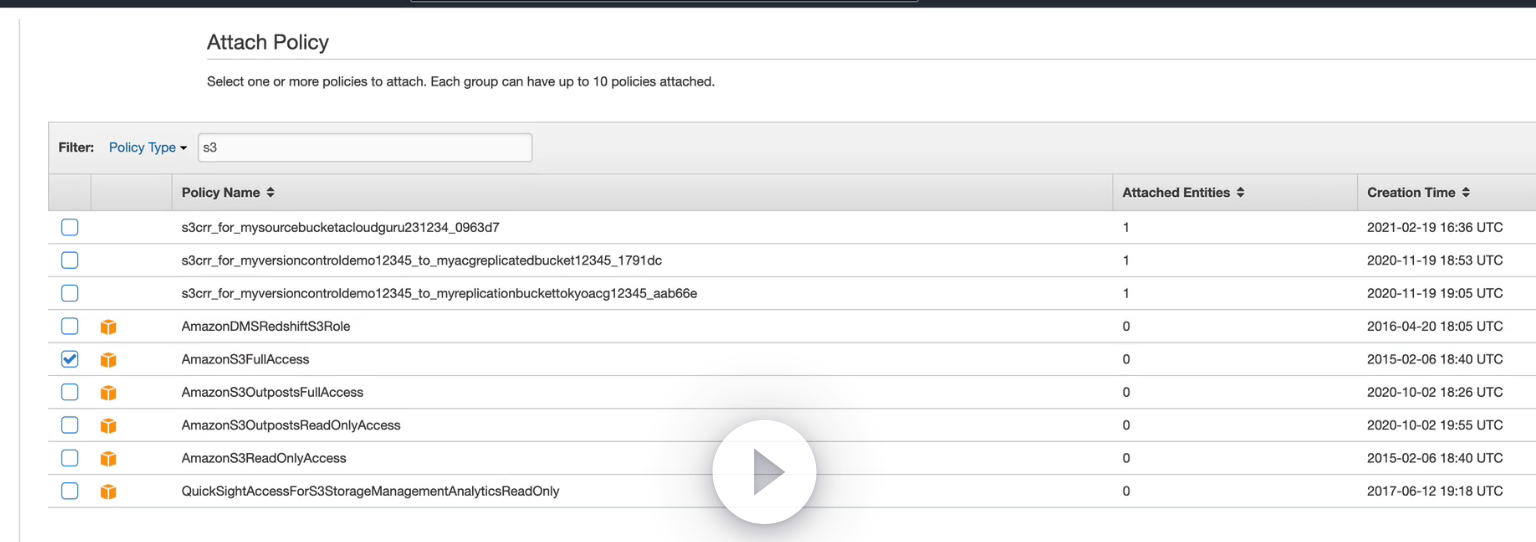 Attach Policy
Select one or more policies to attach. Each group can have up to 10 policies attached.
Filter: Policy Type s3
Policy Name Attached Entities Creation Time
s3crr_for_mysourcebucketacloudguru231234_0963d7 1 2021-02-19 16:36 UTC
s3crr_for_myversioncontroldemo12345_to_myacgreplicatedbucket12345_1791dc 1 2020-11-19 18:53 UTC
s3crr_for_myversioncontroldemo12345_to_myreplicationbuckettokyoacg12345_aab66e 1 2020-11-19 19:05 UTC
AmazonDMSRedshiftS3Role 0 2016-04-20 18:05 UTC
AmazonS3FullAccess 0 2015-02-06 18:40 UTC
AmazonS3OutpostsFullAccess 0 2020-10-02 18:26 UTC
AmazonS3OutpostsReadOnlyAccess 0 2020-10-02 19:55 UTC
AmazonS3ReadOnlyAccess 0 2015-02-06 18:40 UTC
QuickSightAccessForS3StorageManagementAnalyticsReadOnly 0 2017-06-12 19:18 UTC